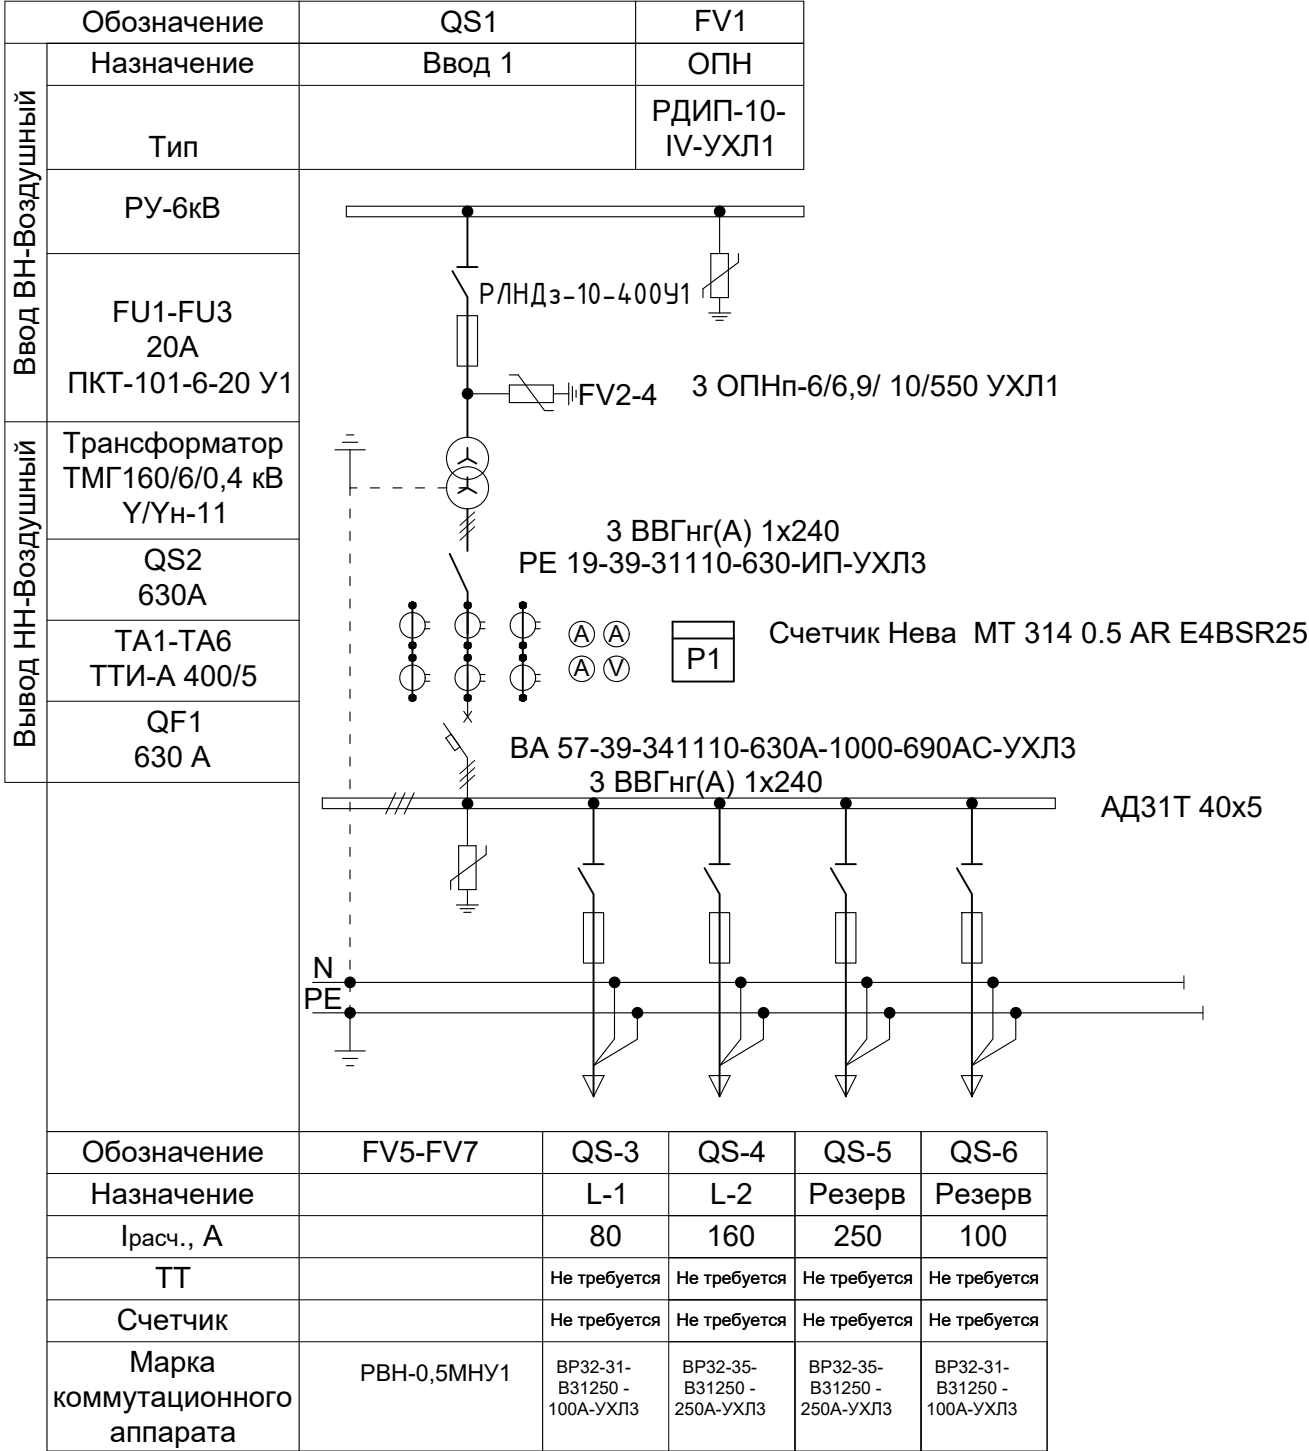 Обозначение
QS1
FV1
Ввод ВН-Воздушный
Назначение
Ввод 1
ОПН
Тип
РДИП-10-
IV-УХЛ1
РУ-6кВ
FU1-FU3
20А
ПКТ-101-6-20 У1
РЛНДз-10-400У1
FV2-4
3 ОПНп-6/6,9/ 10/550 УХЛ1
Вывод НН-Воздушный
Трансформатор
ТМГ160/6/0,4 кВ
Y/Yн-11
QS2
630А
3 ВВГнг(А) 1х240
РЕ 19-39-31110-630-ИП-УХЛ3
ТА1-ТА6
ТТИ-А 400/5
A A
A V
P1
Счетчик Нева МТ 314 0.5 AR E4BSR25
QF1
630 А
ВА 57-39-341110-630А-1000-690АС-УХЛ3
3 ВВГнг(А) 1х240
АД31Т 40х5
N
PE
Обозначение
FV5-FV7
QS-3
QS-4
QS-5
QS-6
Назначение
L-1
L-2
Резерв
Резерв
Iрасч., А
80
160
250
100
ТТ
Не требуется
Не требуется
Не требуется
Не требуется
Счетчик
Не требуется
Не требуется
Не требуется
Не требуется
Марка
коммутационного
аппарата
РВН-0,5МНУ1
ВР32-31-
В31250 -
100А-УХЛ3
ВР32-35-
В31250 -
250А-УХЛ3
ВР32-35-
В31250 -
250А-УХЛ3
ВР32-31-
В31250 -
100А-УХЛ3